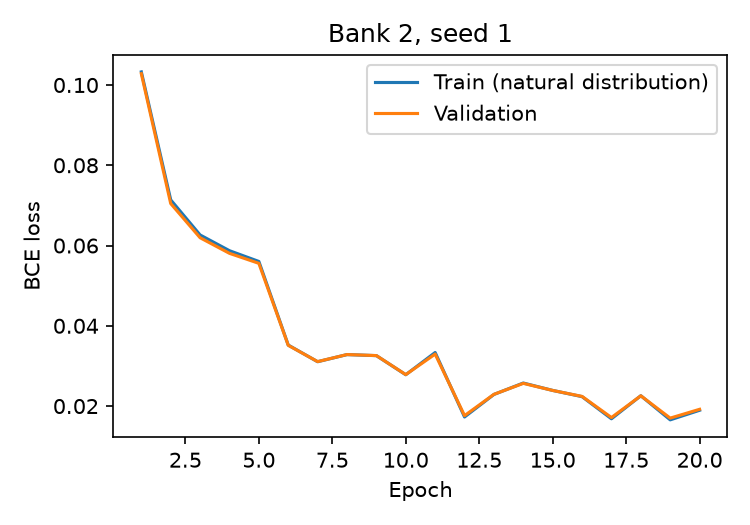 Bank 2, seed 1
Train (natural distribution)
Validation
BCE loss
0.10
0.08
0.06
0.04
0.02
2.5 5.0 7.5 10.0 12.5 15.0 17.5 20.0
Epoch